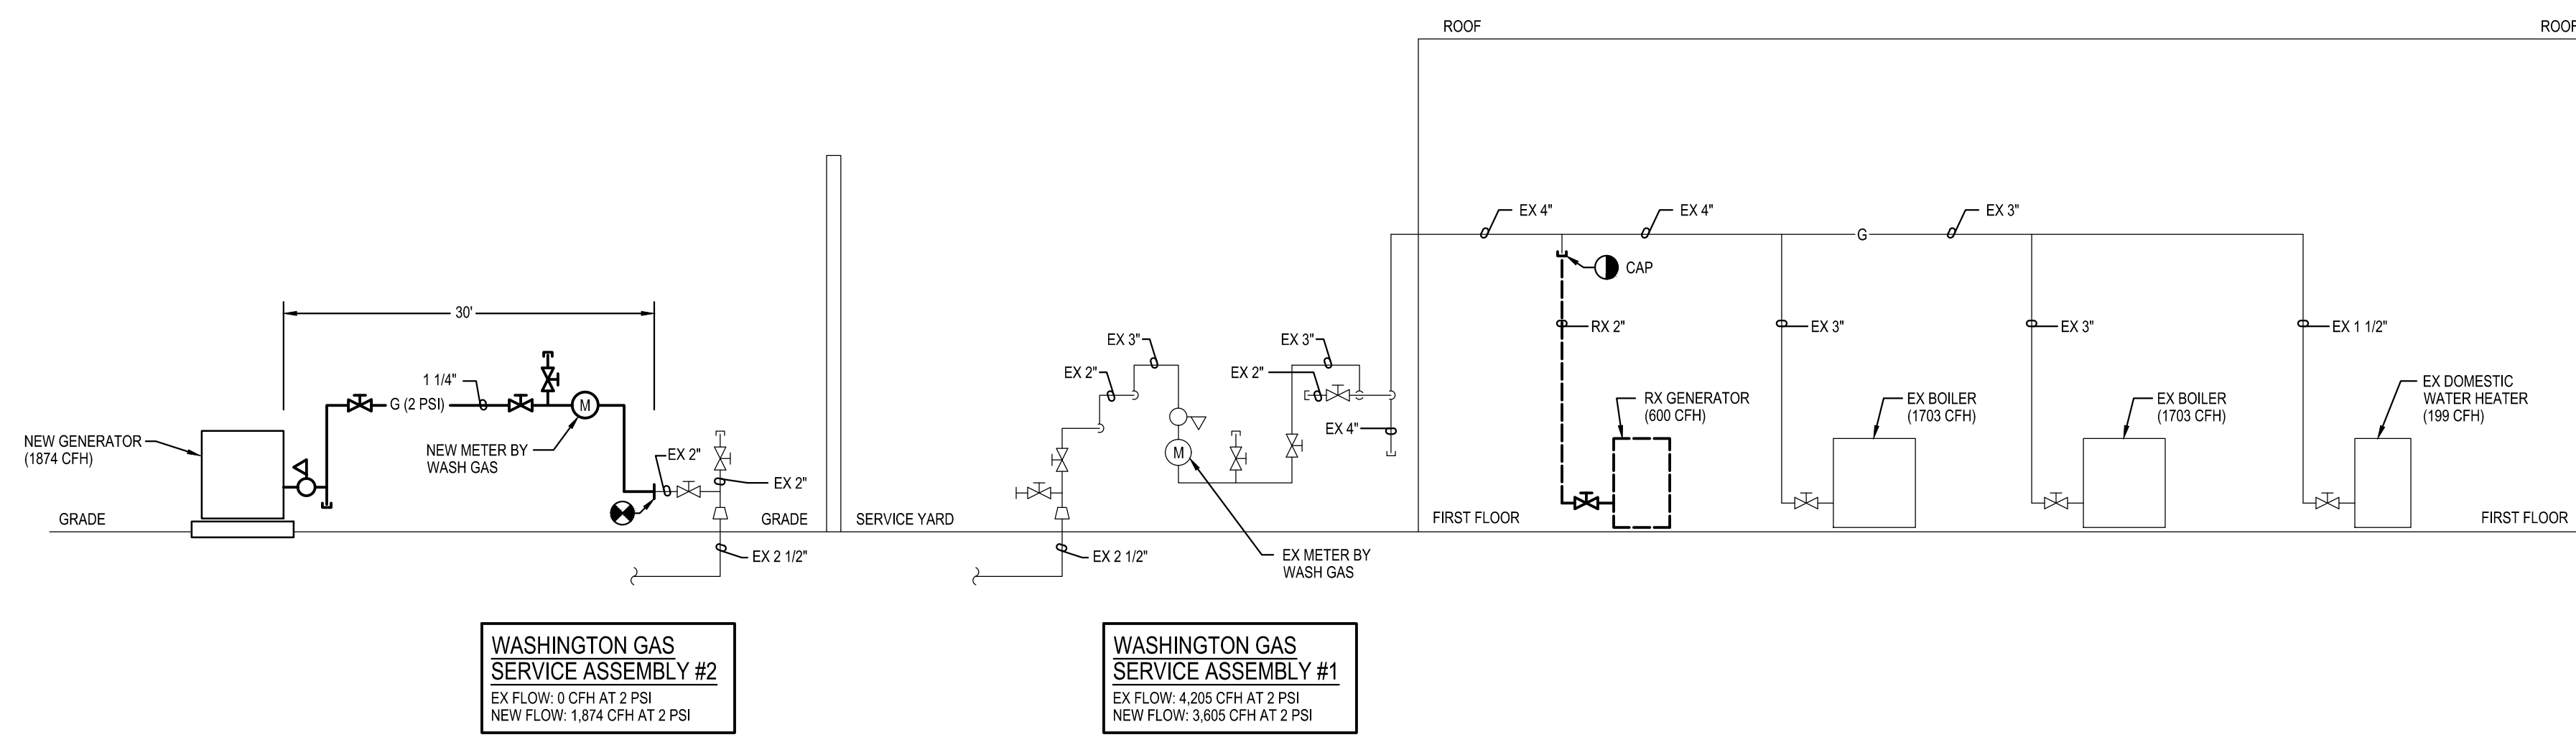 ROOF
ROOF
EX 4"
EX 4"
EX 3"
G
CAP
30'
RX 2"
EX 3"
EX 3"
EX 1 1/2"
EX 3"
EX 3"
EX 2"
EX 2"
1 1/4"
G (2 PSI)
M
EX 4"
NEW GENERATOR
(1874 CFH)
NEW METER BY
WASH GAS
EX 2"
EX 2"
M
RX GENERATOR
(600 CFH)
EX BOILER
(1703 CFH)
EX BOILER
(1703 CFH)
EX DOMESTIC
WATER HEATER
(199 CFH)
GRADE
GRADE
SERVICE YARD
FIRST FLOOR
FIRST FLOOR
EX 2 1/2"
EX 2 1/2"
EX METER BY
WASH GAS
WASHINGTON GAS
SERVICE ASSEMBLY #2
EX FLOW: 0 CFH AT 2 PSI
NEW FLOW: 1,874 CFH AT 2 PSI
WASHINGTON GAS
SERVICE ASSEMBLY #1
EX FLOW: 4,205 CFH AT 2 PSI
NEW FLOW: 3,605 CFH AT 2 PSI